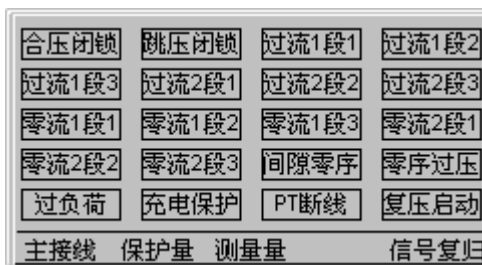 合压闭锁 跳压闭锁 过流1段1 过流1段2
过流1段3 过流2段1 过流2段2 过流2段3
零流1段1 零流1段2 零流1段3 零流2段1
零流2段2 零流2段3 间隙零序 零序过压
过负荷 充电保护 PT断线 复压启动
主接线 保护量 测量量 信号复归